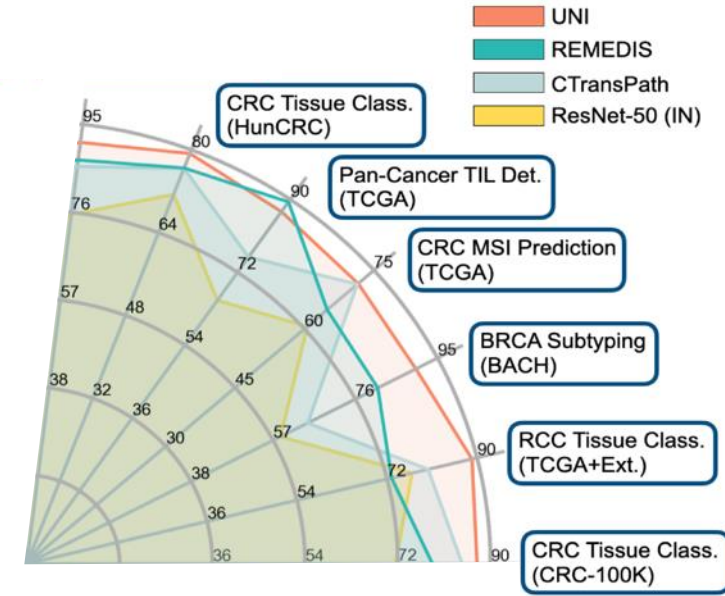 UNI
REMEDIS
CTransPath
ResNet-50 (IN)
CRC Tissue Class.
(HunCRC)
Pan-Cancer TIL Det.
(TCGA)
CRC MSI Prediction
(TCGA)
BRCA Subtyping
(BACH)
RCC Tissue Class.
(TCGA+Ext.)
CRC Tissue Class.
(CRC-100K)
95
80
90
75
95
90
90
76
64
72
60
76
72
72
57
48
54
45
57
54
54
38
32
36
30
38
36
36